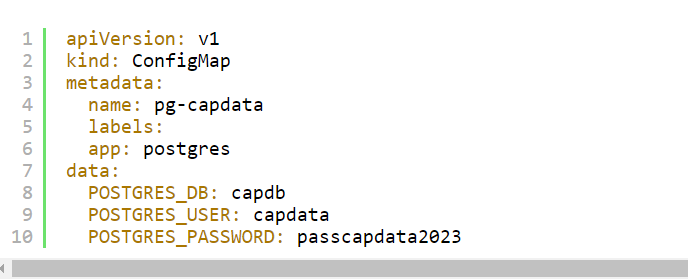 1 apiVersion: v1
2 kind: ConfigMap
3 metadata:
4   name: pg-capdata
5   labels:
6   app: postgres
7 data:
8   POSTGRES_DB: capdb
9   POSTGRES_USER: capdata
10   POSTGRES_PASSWORD: passcapdata2023